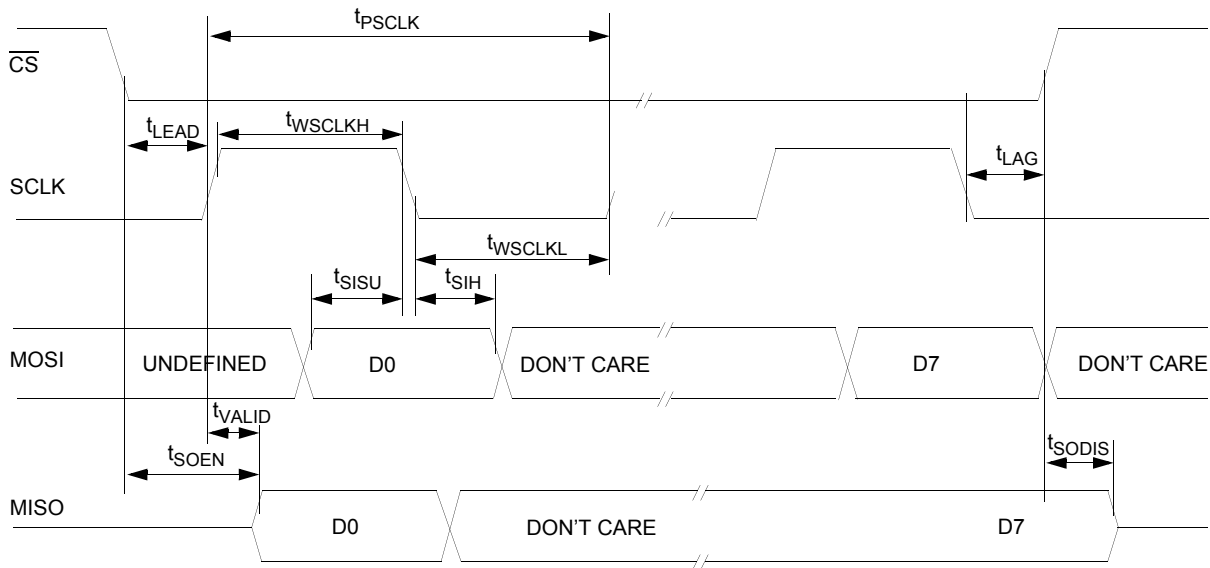 tPSCLK
CS
tLEAD
tWSCLKH
tLAG
SCLK
tWSCLKL
tSISU
tSIH
MOSI
UNDEFINED
D0
DON'T CARE
D7
DON'T CARE
tVALID
tSOEN
tSODIS
MISO
D0
DON'T CARE
D7